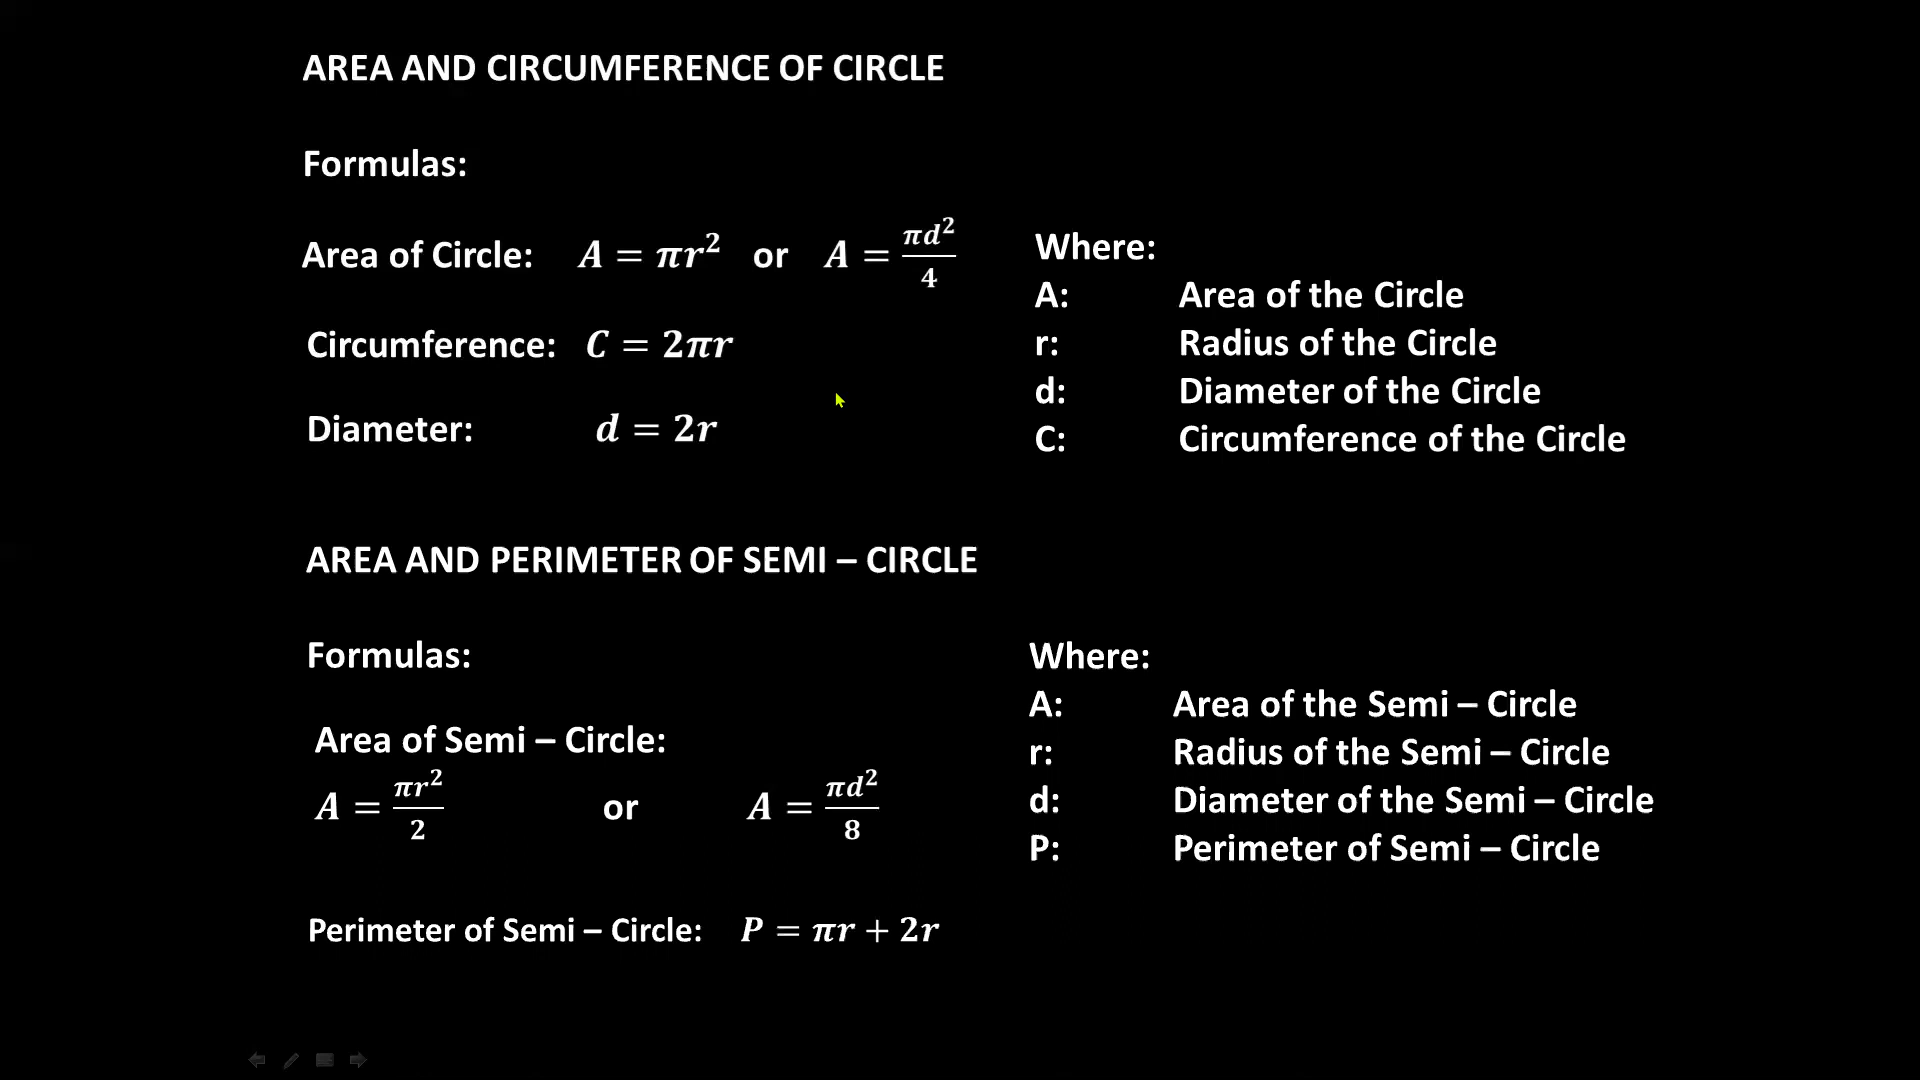 AREA AND CIRCUMFERENCE OF CIRCLE
Formulas:
Area of Circle: A = πr² or A = πd²/4
Circumference: C = 2πr
Diameter: d = 2r
Where:
A: Area of the Circle
r: Radius of the Circle
d: Diameter of the Circle
C: Circumference of the Circle
AREA AND PERIMETER OF SEMI – CIRCLE
Formulas:
Area of Semi – Circle:
A = πr²/2 or A = πd²/8
Perimeter of Semi – Circle: P = πr + 2r
Where:
A: Area of the Semi – Circle
r: Radius of the Semi – Circle
d: Diameter of the Semi – Circle
P: Perimeter of Semi – Circle